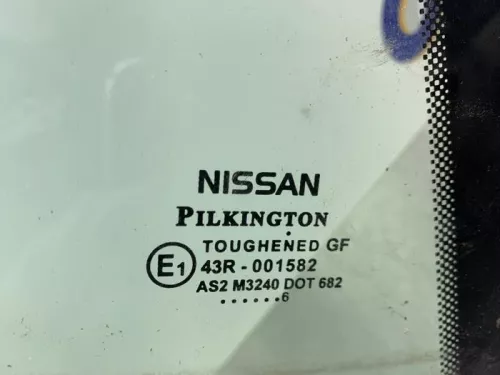 NISSAN
PILKINGTON
TOUGHENED GF
E1 43R - 001582
AS2 M3240 DOT 682
......6